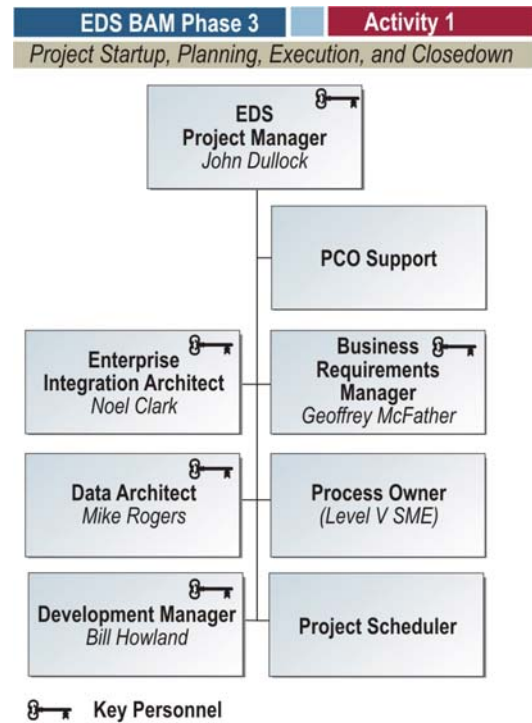 EDS BAM Phase 3
Activity 1
Project Startup, Planning, Execution, and Closedown
EDS
Project Manager
John Dullock
PCO Support
Enterprise
Integration Architect
Noel Clark
Business
Requirements
Manager
Geoffrey McFather
Data Architect
Mike Rogers
Process Owner
(Level V SME)
Development Manager
Bill Howland
Project Scheduler
Key Personnel